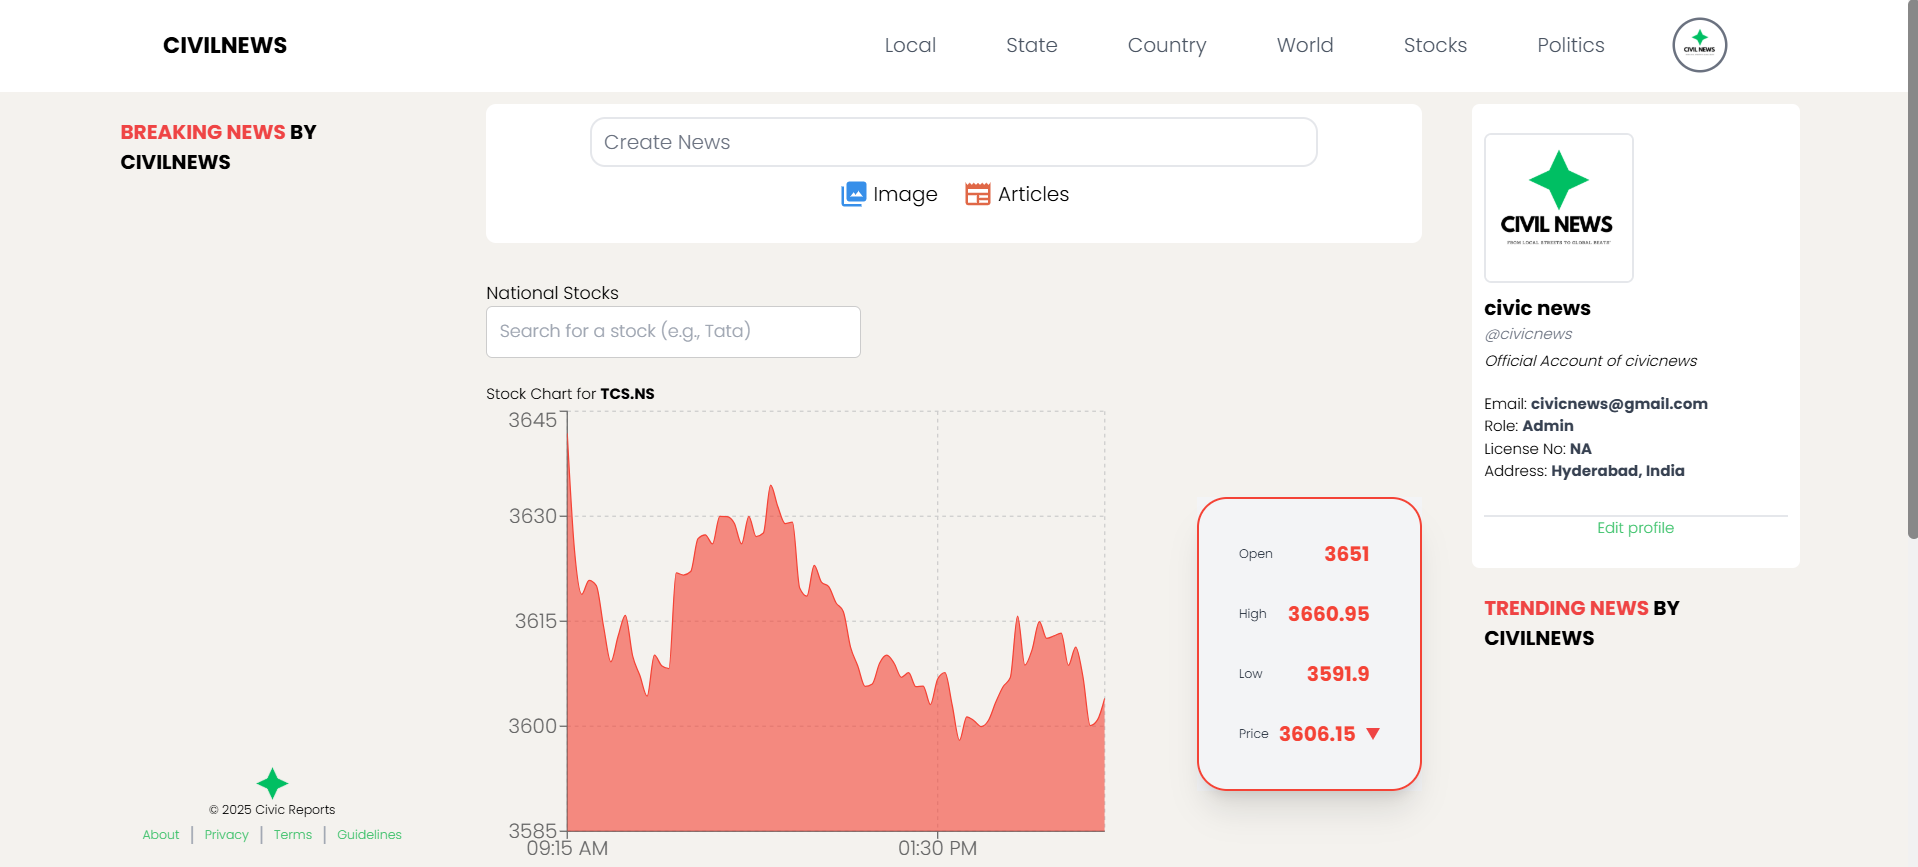 CIVILNEWS
Local
State
Country
World
Stocks
Politics
CIVIL NEWS
BREAKING NEWS BY
CIVILNEWS
Create News
Image
Articles
National Stocks
Search for a stock (e.g., Tata)
Stock Chart for TCS.NS
3645
3630
3615
3600
3585
09:15 AM
01:30 PM
Open 3651
High 3660.95
Low 3591.9
Price 3606.15 ▼
CIVIL NEWS
FROM LOCAL STREETS TO GLOBAL BEATS"
civic news
@civicnews
Official Account of civicnews
Email: civicnews@gmail.com
Role: Admin
License No: NA
Address: Hyderabad, India
Edit profile
TRENDING NEWS BY
CIVILNEWS
© 2025 Civic Reports
About | Privacy | Terms | Guidelines